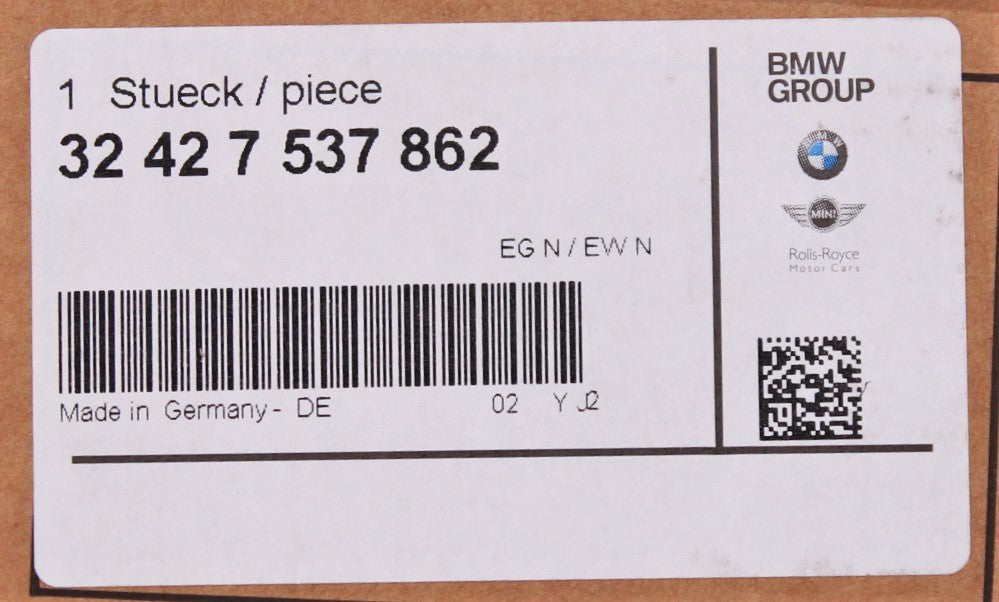 1 Stueck / piece
32 42 7 537 862
EG N / EW N
Made in Germany - DE 02 Y J2
BMW
GROUP
BMW
MINI
Rolls-Royce
Motor Cars